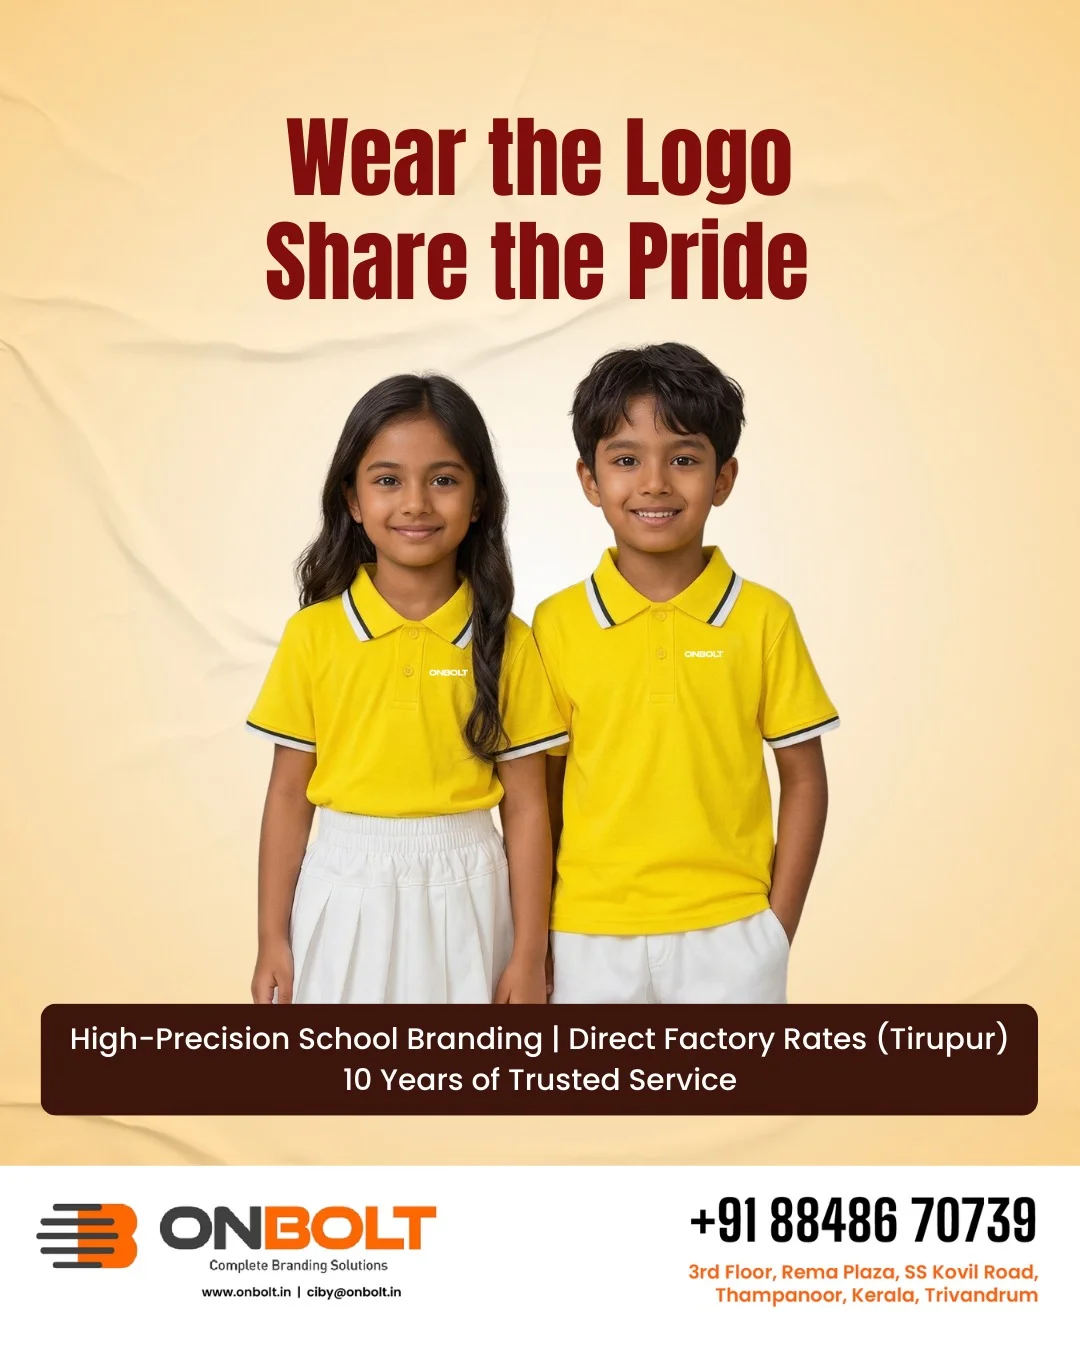 Wear the Logo
Share the Pride
ONBOLT
ONBOLT
High-Precision School Branding | Direct Factory Rates (Tirupur)
10 Years of Trusted Service
ONBOLT
Complete Branding Solutions
www.onbolt.in | ciby@onbolt.in
+91 88486 70739
3rd Floor, Rema Plaza, SS Kovil Road,
Thampanoor, Kerala, Trivandrum